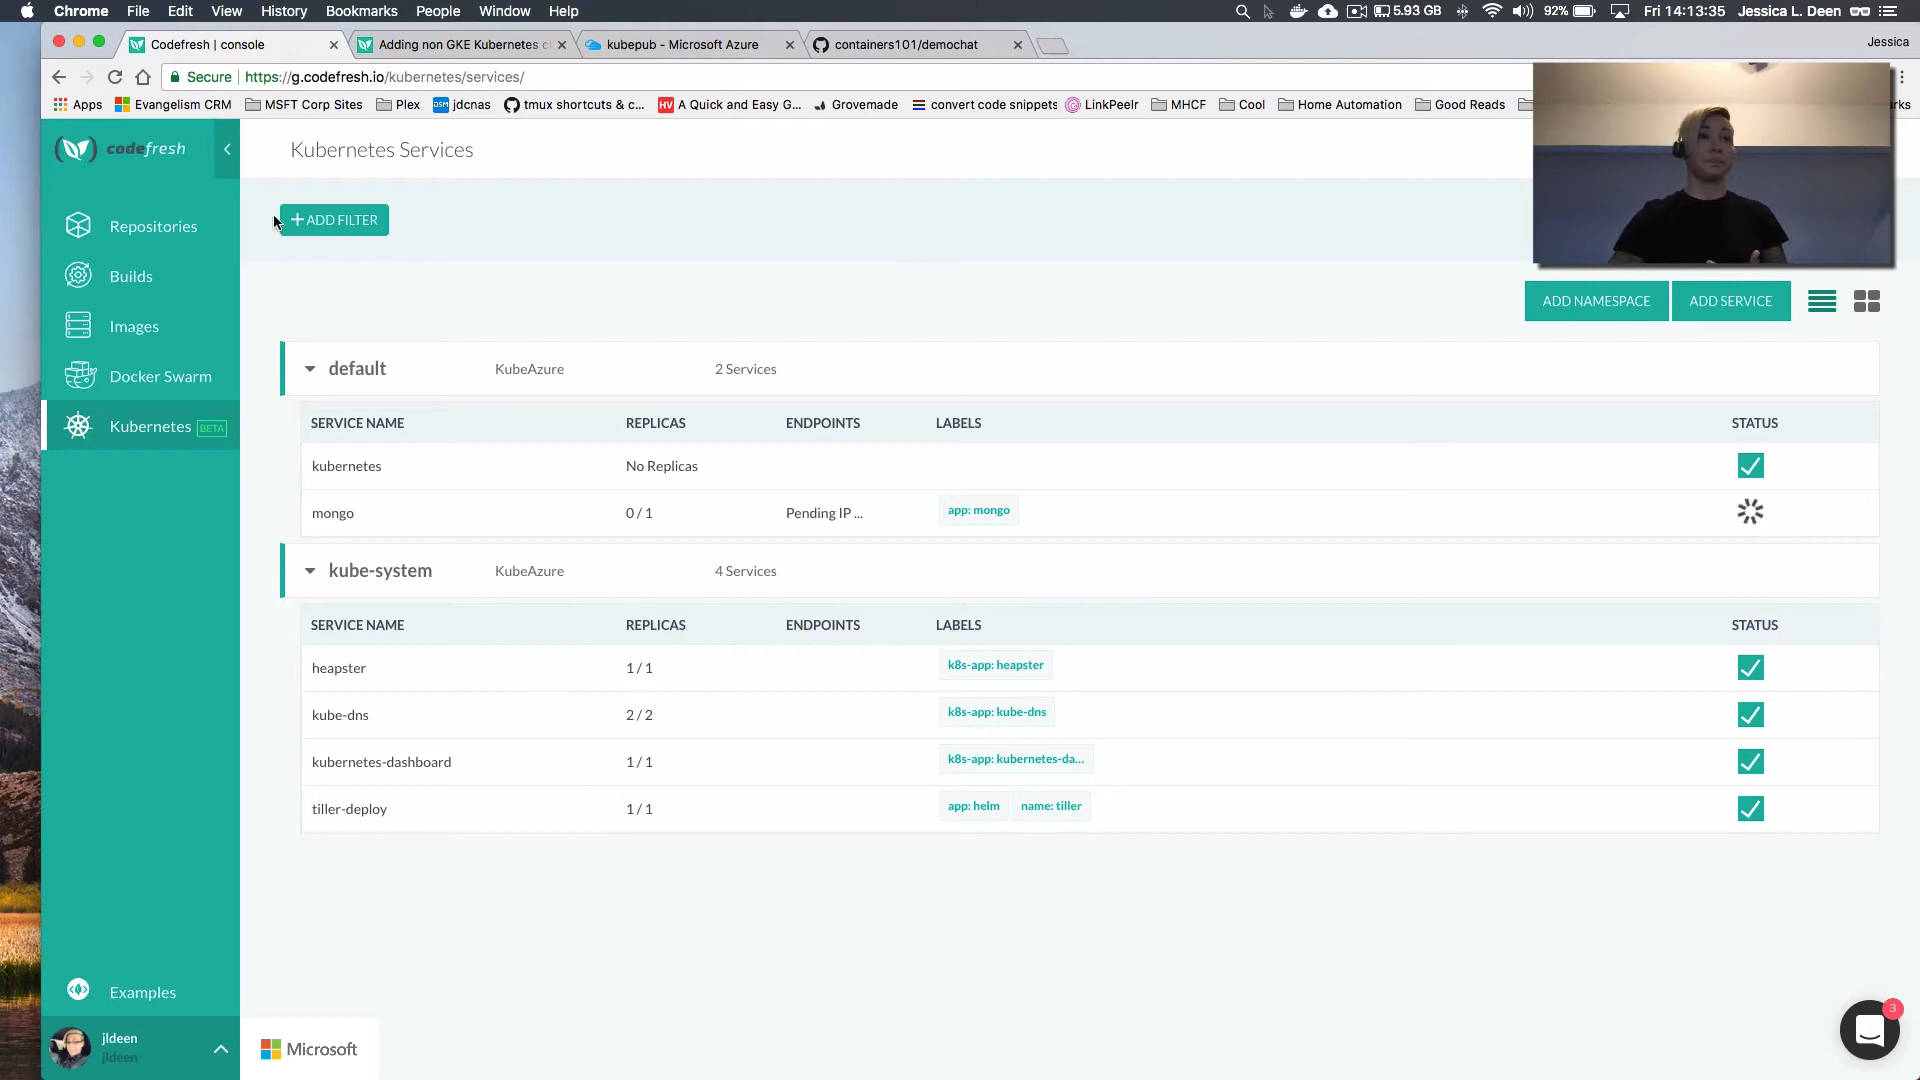 Chrome File Edit View History Bookmarks People Window Help 5.93 GB 92% Fri 14:13:35 Jessica L. Deen
Codefresh | console Adding non GKE Kubernetes c kubepub - Microsoft Azure containers101/demochat Jessica
Secure https://g.codefresh.io/kubernetes/services/
Apps Evangelism CRM MSFT Corp Sites Plex DSM jdcnas tmux shortcuts & c... HV A Quick and Easy G... Grovemade convert code snippets LinkPeelr MHCF Cool Home Automation Good Reads rks
codefresh
Kubernetes Services
Repositories
Builds
Images
Docker Swarm
Kubernetes BETA
+ ADD FILTER
ADD NAMESPACE ADD SERVICE
default KubeAzure 2 Services
SERVICE NAME REPLICAS ENDPOINTS LABELS STATUS
kubernetes No Replicas
mongo 0 / 1 Pending IP ... app: mongo
kube-system KubeAzure 4 Services
SERVICE NAME REPLICAS ENDPOINTS LABELS STATUS
heapster 1 / 1 k8s-app: heapster
kube-dns 2 / 2 k8s-app: kube-dns
kubernetes-dashboard 1 / 1 k8s-app: kubernetes-da...
tiller-deploy 1 / 1 app: helm name: tiller
Examples
jldeen
jldeen
Microsoft
3